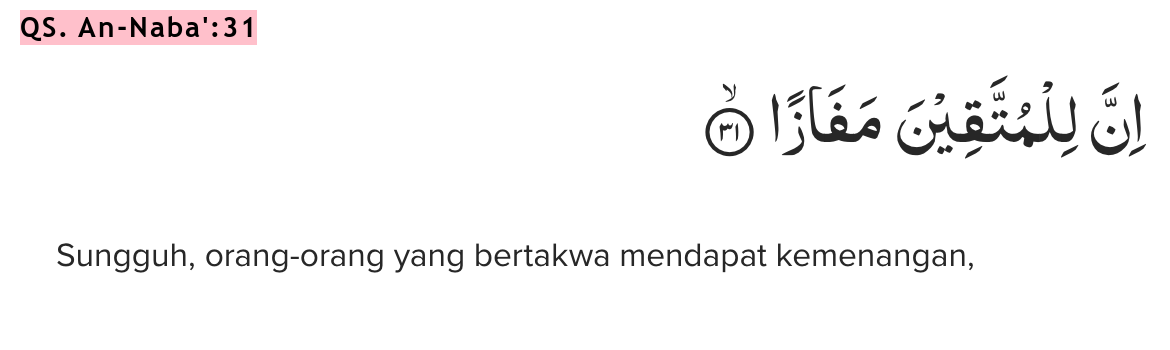 QS. An-Naba':31
اِنَّ لِلْمُتَّقِيْنَ مَفَازًا ۙ ٣١
Sungguh, orang-orang yang bertakwa mendapat kemenangan,